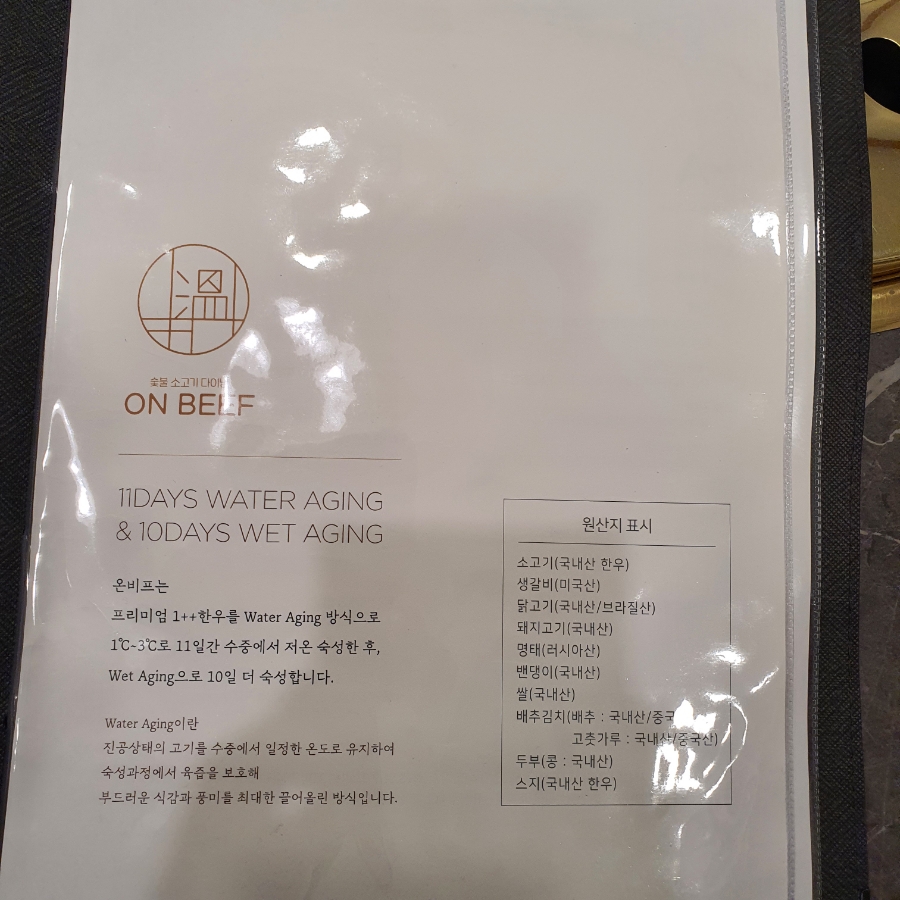 溫
숯불 소고기 다이닝
ON BEEF
11DAYS WATER AGING
& 10DAYS WET AGING
온비프는
프리미엄 1++한우를 Water Aging 방식으로
1℃~3℃로 11일간 수중에서 저온 숙성한 후,
Wet Aging으로 10일 더 숙성합니다.
Water Aging이란
진공상태의 고기를 수중에서 일정한 온도로 유지하여
숙성과정에서 육즙을 보호해
부드러운 식감과 풍미를 최대한 끌어올린 방식입니다.
원산지 표시
소고기(국내산 한우)
생갈비(미국산)
닭고기(국내산/브라질산)
돼지고기(국내산)
명태(러시아산)
밴댕이(국내산)
쌀(국내산)
배추김치(배추 : 국내산/중국
고춧가루 : 국내산/중국산)
두부(콩 : 국내산)
스지(국내산 한우)